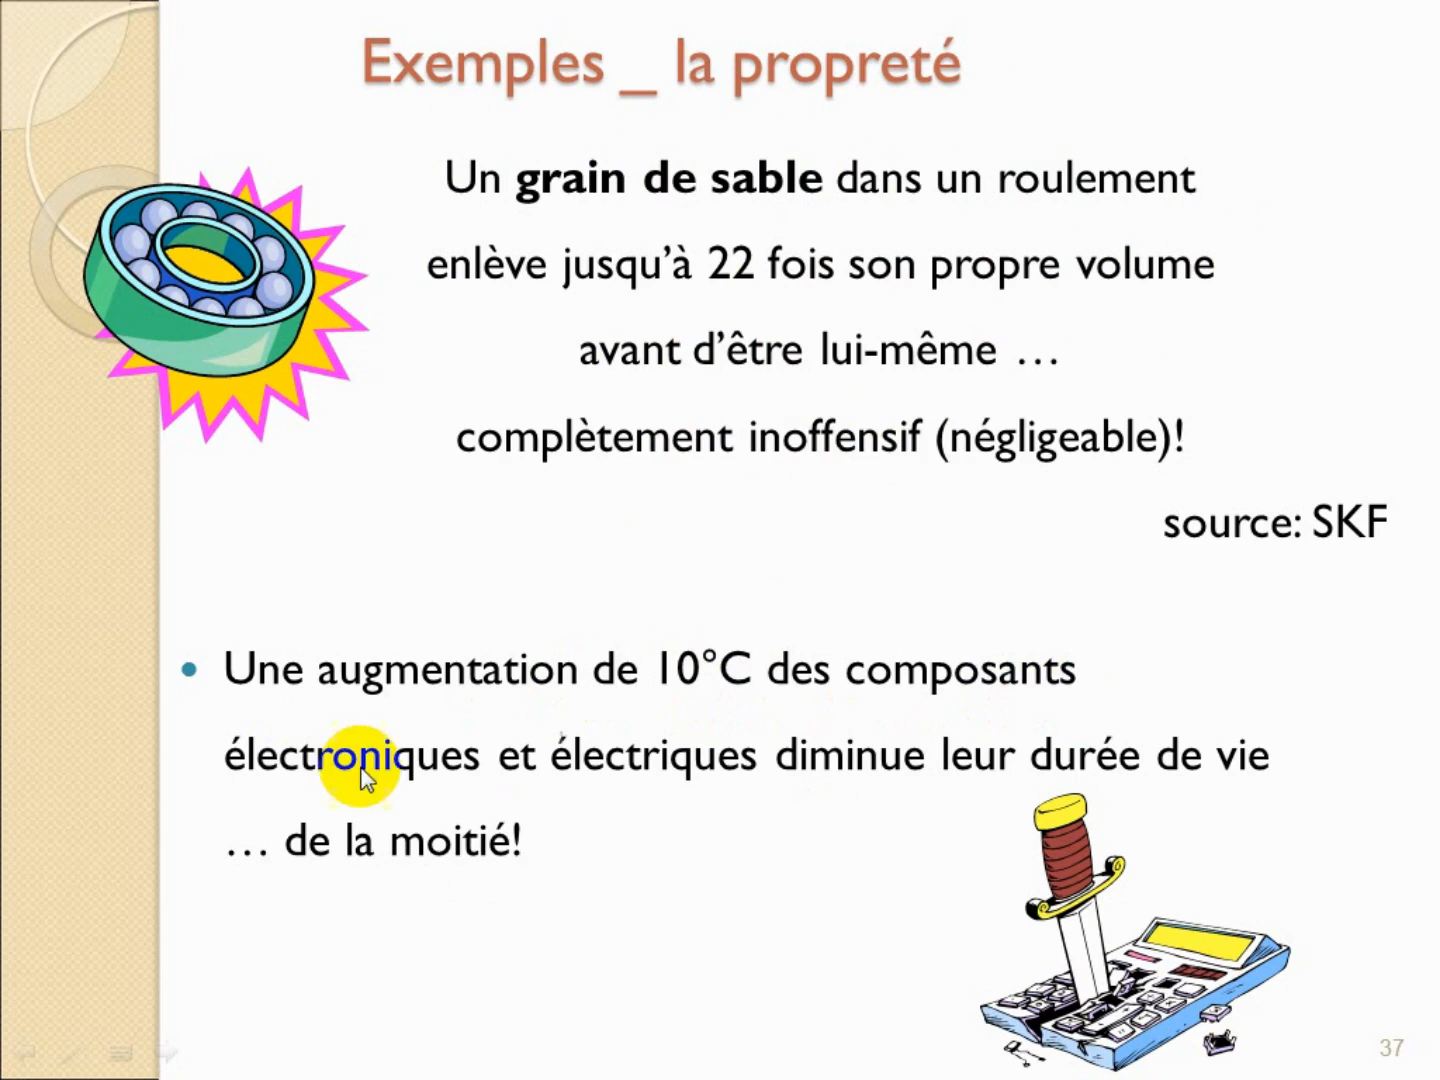 Exemples _ la propreté
Un grain de sable dans un roulement
enlève jusqu’à 22 fois son propre volume
avant d’être lui-même …
complètement inoffensif (négligeable)!
source: SKF
• Une augmentation de 10°C des composants
électroniques et électriques diminue leur durée de vie
… de la moitié!
37